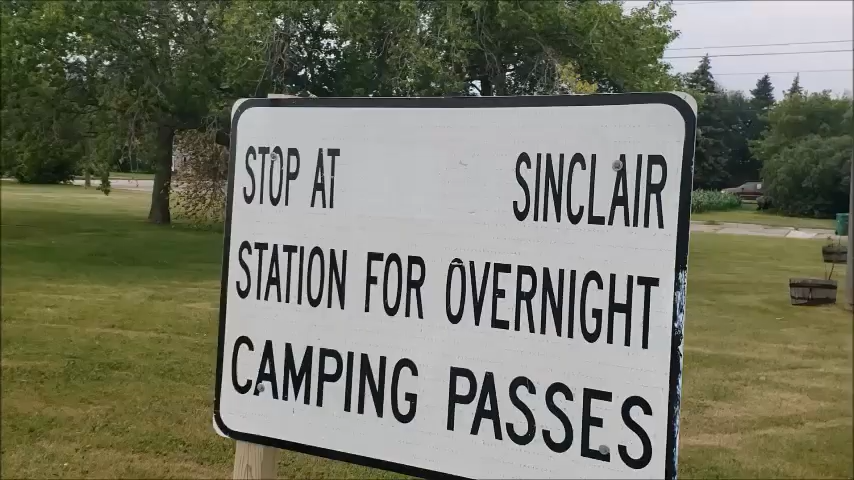 STOP AT SINCLAIR
STATION FOR OVERNIGHT
CAMPING PASSES